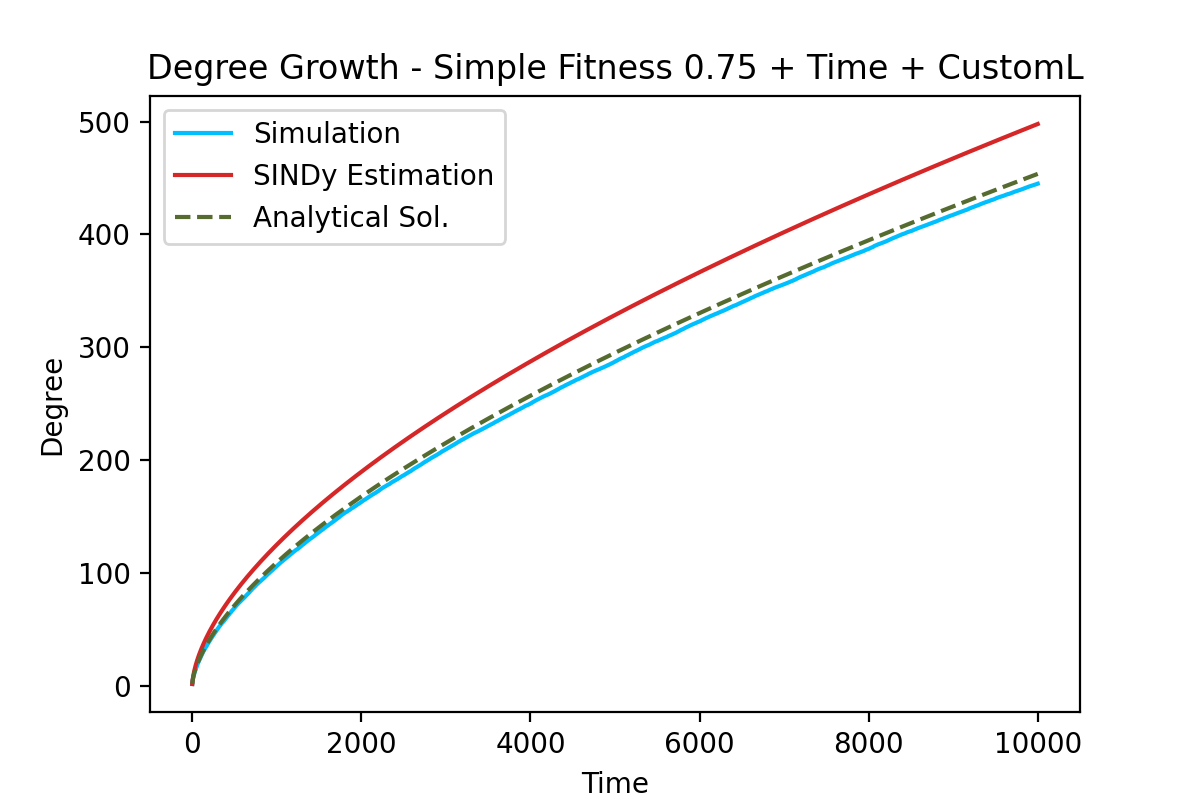 Degree Growth - Simple Fitness 0.75 + Time + CustomL
Simulation
SINDy Estimation
Analytical Sol.
500
400
300
200
100
0
Degree
0 2000 4000 6000 8000 10000
Time